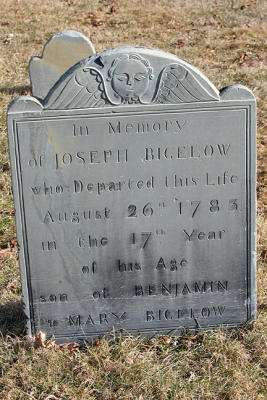 In Memory
of JOSEPH BIGELOW
who Departed this Life
August 26th 1783
in the 17th Year
of his Age
son of BENJAMIN
& MARY BIGELOW